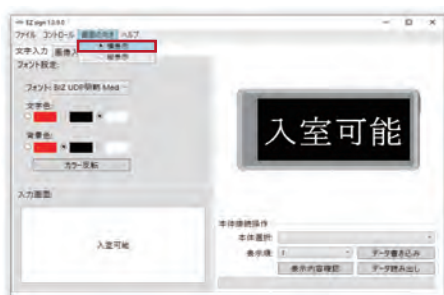 EZ sign 1.0.9.0
ファイル コントロール 画面の向き ヘルプ
横表示
縦表示
文字入力 画像入
フォント設定:
フォント: BIZ UDP明朝 Med
文字色:
背景色:
カラー反転
入力画面:
入室可能
入室可能
本体接続操作
本体選択:
表示順: 1
データ書き込み
表示内容確認
データ読み出し